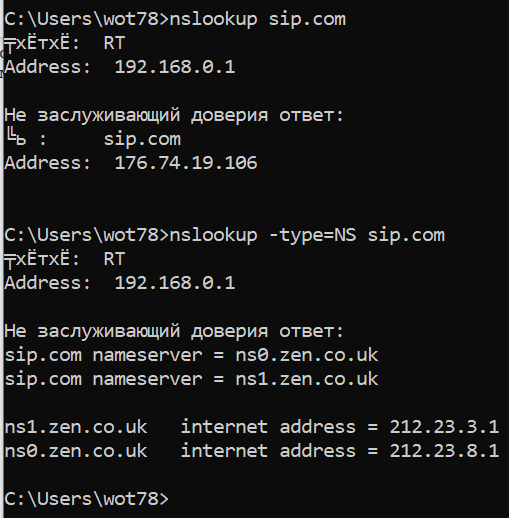 C:\Users\wot78>nslookup sip.com
╤хЁтхЁ:  RT
Address:  192.168.0.1
Не заслуживающий доверия ответ:
╚ь :     sip.com
Address:  176.74.19.106
C:\Users\wot78>nslookup -type=NS sip.com
╤хЁтхЁ:  RT
Address:  192.168.0.1
Не заслуживающий доверия ответ:
sip.com nameserver = ns0.zen.co.uk
sip.com nameserver = ns1.zen.co.uk
ns1.zen.co.uk   internet address = 212.23.3.1
ns0.zen.co.uk   internet address = 212.23.8.1
C:\Users\wot78>